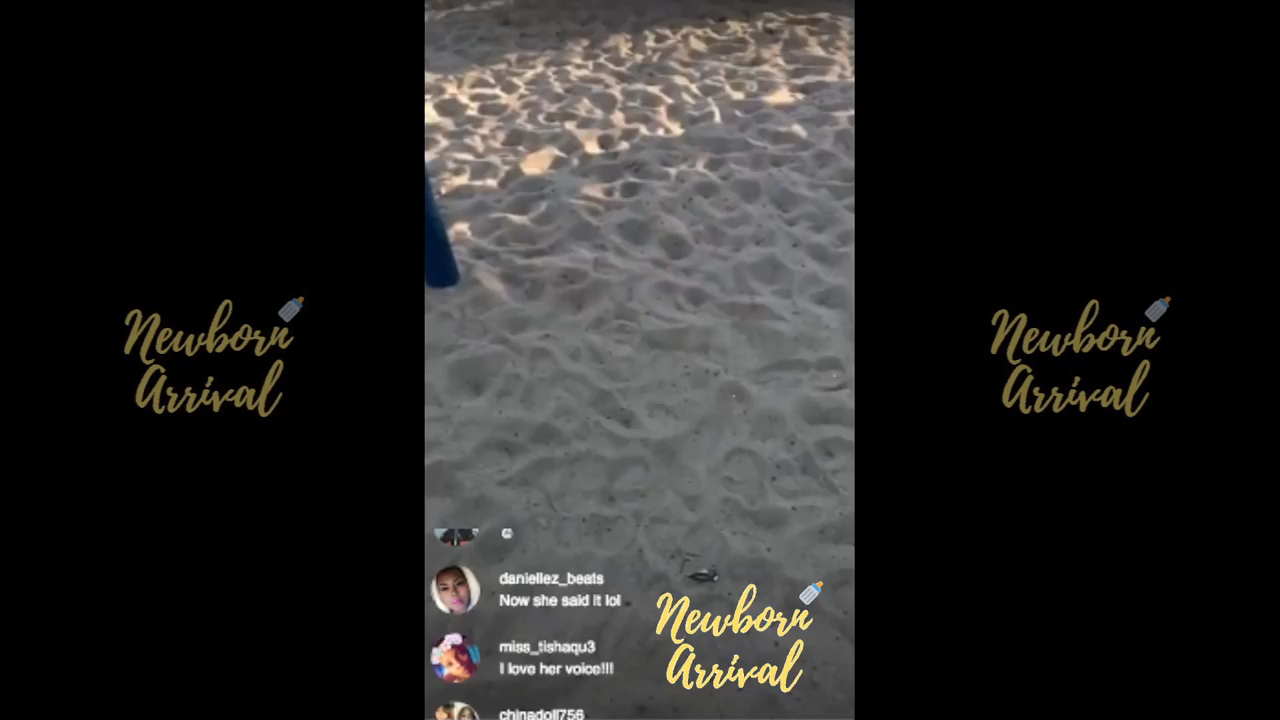 Newborn
Arrival
daniellez_beats
Now she said it lol
miss_tishaqu3
I love her voice!!!
chinadoll756
Newborn
Arrival
Newborn
Arrival